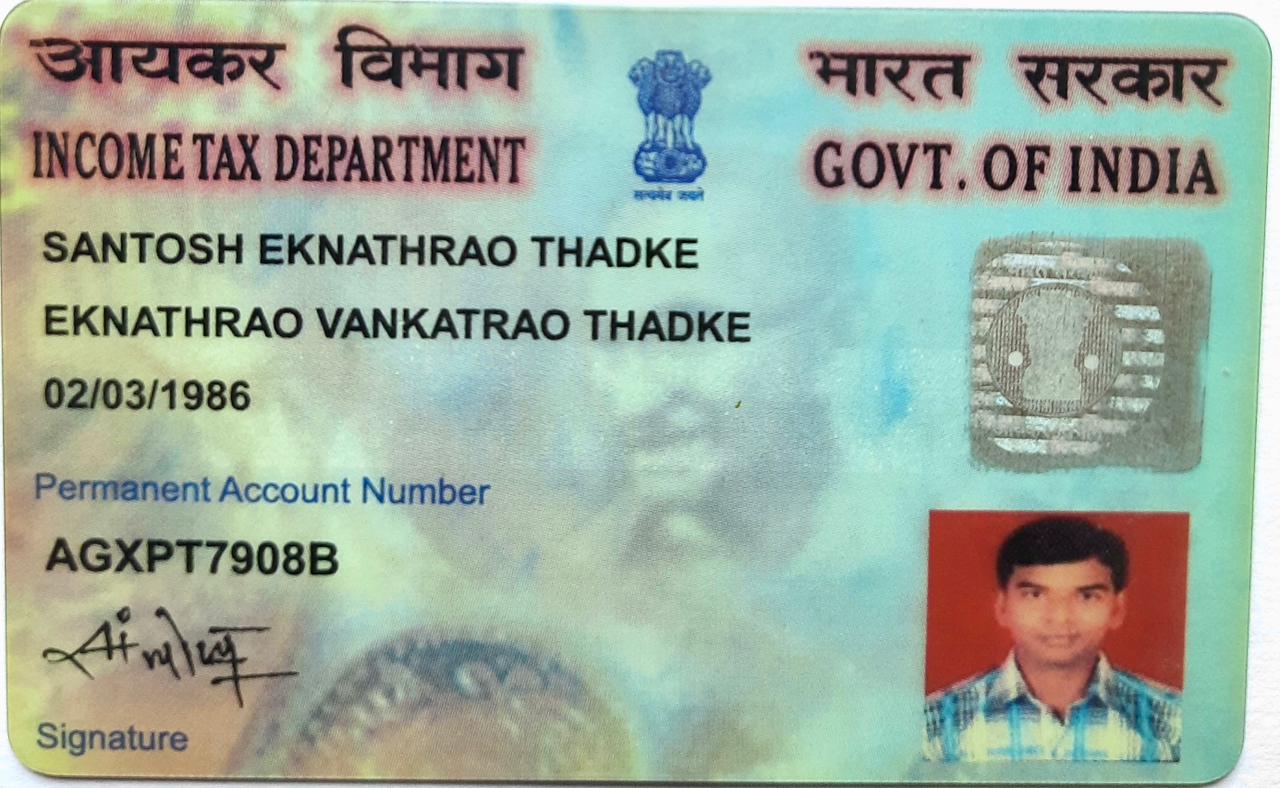 आयकर विभाग भारत सरकार
INCOME TAX DEPARTMENT GOVT. OF INDIA
सत्यमेव जयते
SANTOSH EKNATHRAO THADKE
EKNATHRAO VANKATRAO THADKE
02/03/1986
Permanent Account Number
AGXPT7908B
Signature